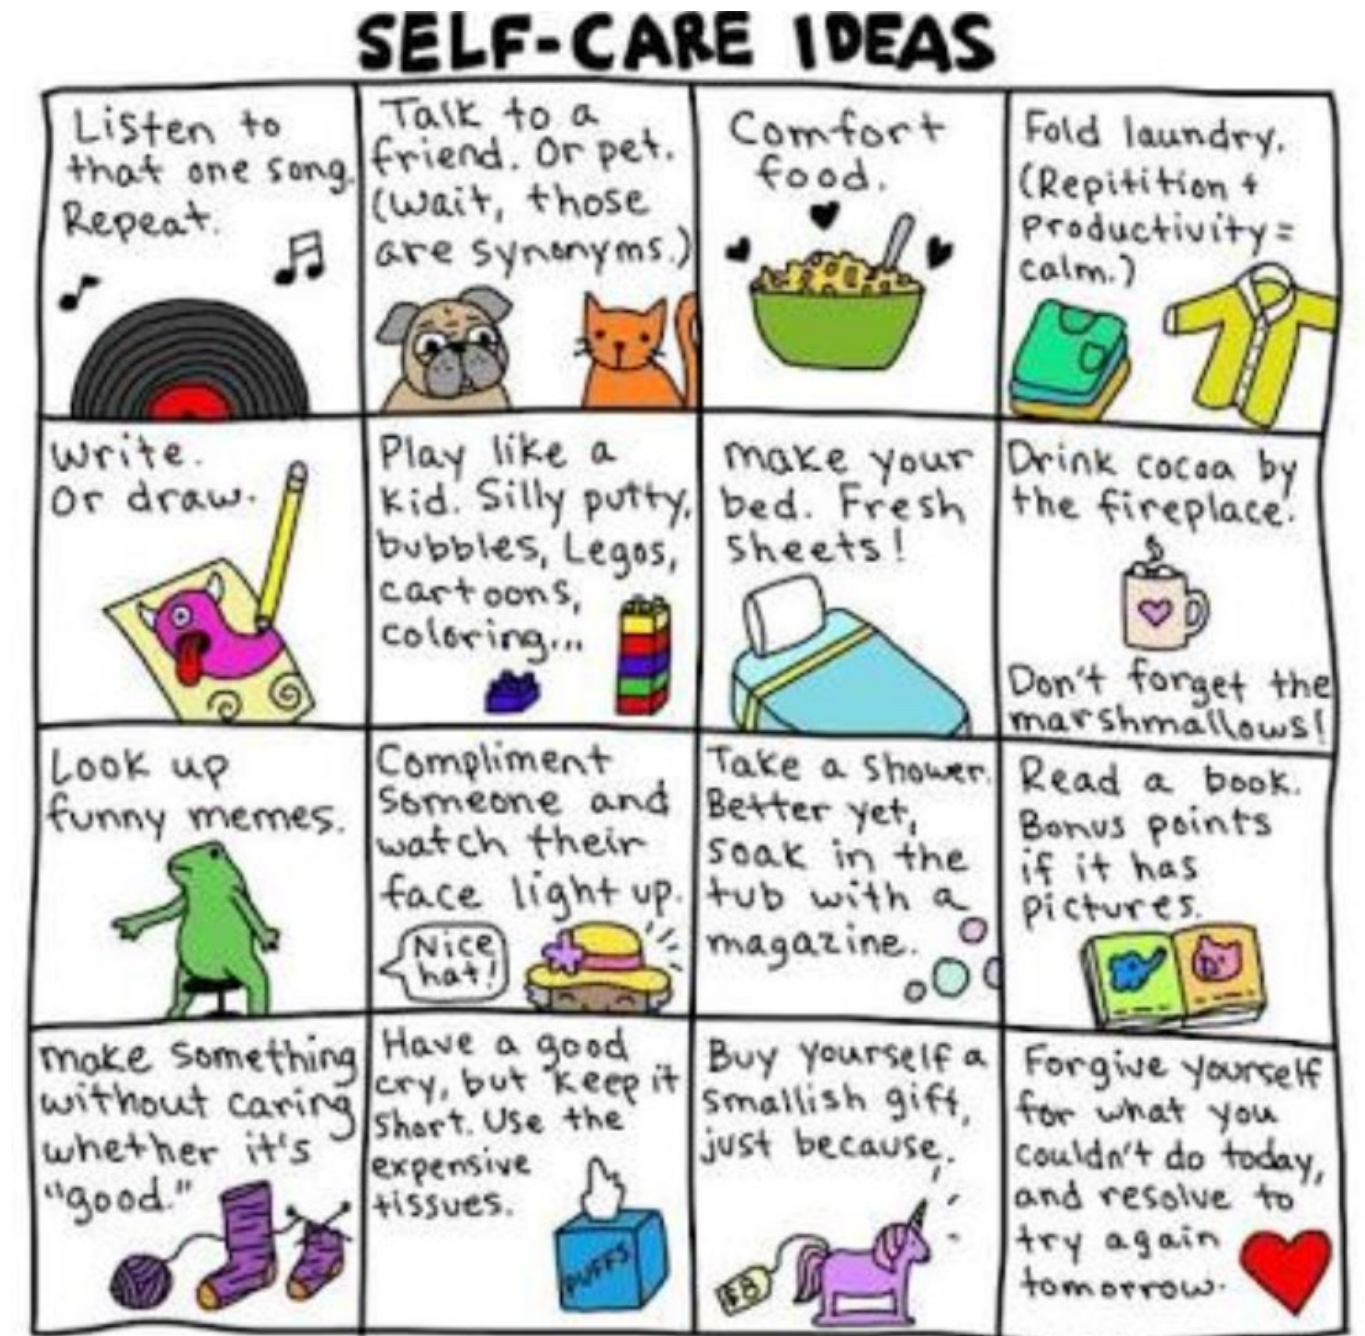 SELF-CARE IDEAS
Listen to
that one song.
Repeat.
Talk to a
friend. Or pet.
(wait, those
are synonyms.)
Comfort
food.
Fold laundry.
(Repitition +
Productivity =
calm.)
Write.
Or draw.
Play like a
kid. Silly putty,
bubbles, Legos,
cartoons,
coloring...
make your
bed. Fresh
sheets!
Drink cocoa by
the fireplace.
Don't forget the
marshmallows!
Look up
funny memes.
Compliment
someone and
watch their
face light up.
Nice
hat!
Take a shower.
Better yet,
soak in the
tub with a
magazine.
Read a book.
Bonus points
if it has
pictures.
make something
without caring
whether it's
"good."
Have a good
cry, but keep it
short. Use the
expensive
tissues.
PUFFS
Buy yourself a
smallish gift,
just because.
$8
Forgive yourself
for what you
couldn't do today,
and resolve to
try again
tomorrow.